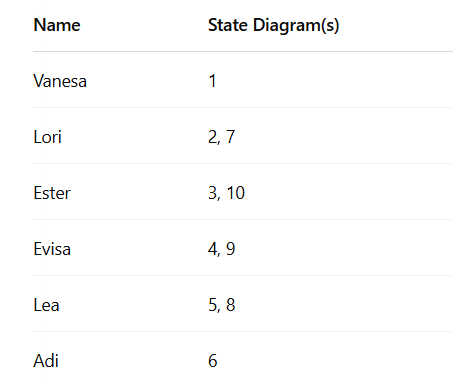 Name State Diagram(s)
Vanesa 1
Lori 2, 7
Ester 3, 10
Evisa 4, 9
Lea 5, 8
Adi 6